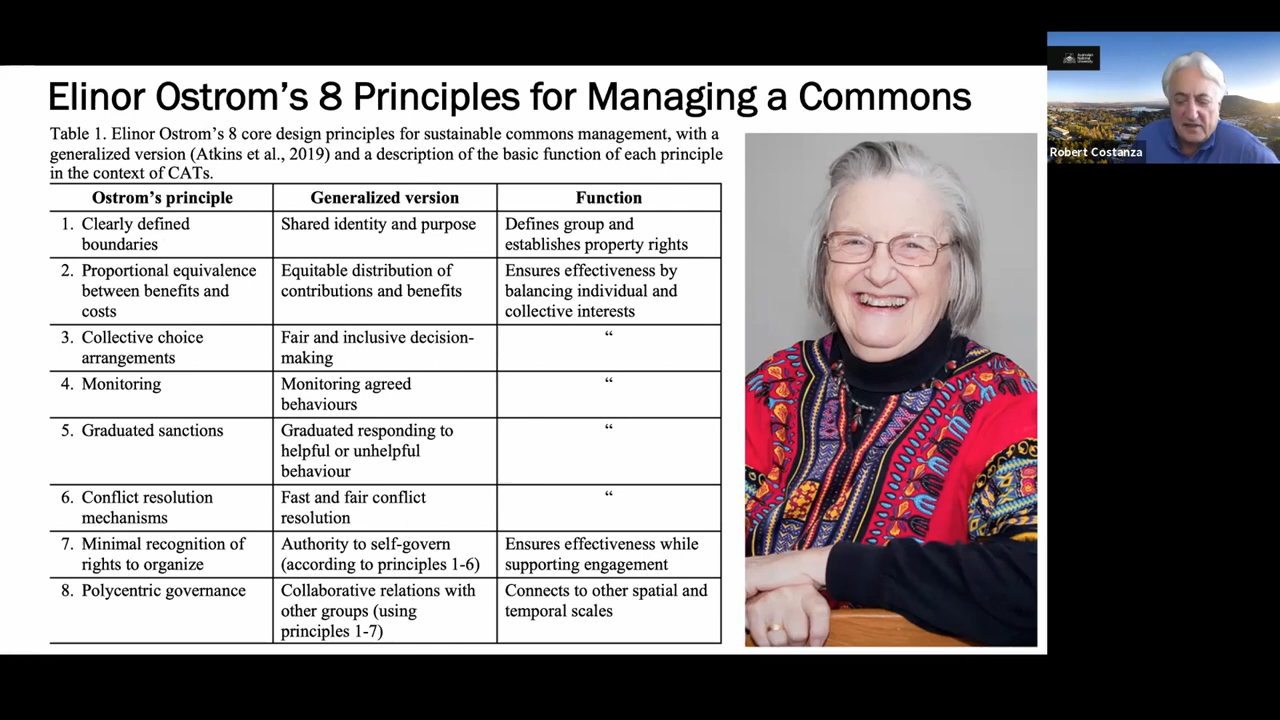 Elinor Ostrom's 8 Principles for Managing a Commons
Table 1. Elinor Ostrom's 8 core design principles for sustainable commons management, with a
generalized version (Atkins et al., 2019) and a description of the basic function of each principle
in the context of CATs.
Ostrom's principle Generalized version Function
1. Clearly defined boundaries Shared identity and purpose Defines group and establishes property rights
2. Proportional equivalence between benefits and costs Equitable distribution of contributions and benefits Ensures effectiveness by balancing individual and collective interests
3. Collective choice arrangements Fair and inclusive decision-making “
4. Monitoring Monitoring agreed behaviours “
5. Graduated sanctions Graduated responding to helpful or unhelpful behaviour “
6. Conflict resolution mechanisms Fast and fair conflict resolution “
7. Minimal recognition of rights to organize Authority to self-govern (according to principles 1-6) Ensures effectiveness while supporting engagement
8. Polycentric governance Collaborative relations with other groups (using principles 1-7) Connects to other spatial and temporal scales
Australian
National
University
Robert Costanza